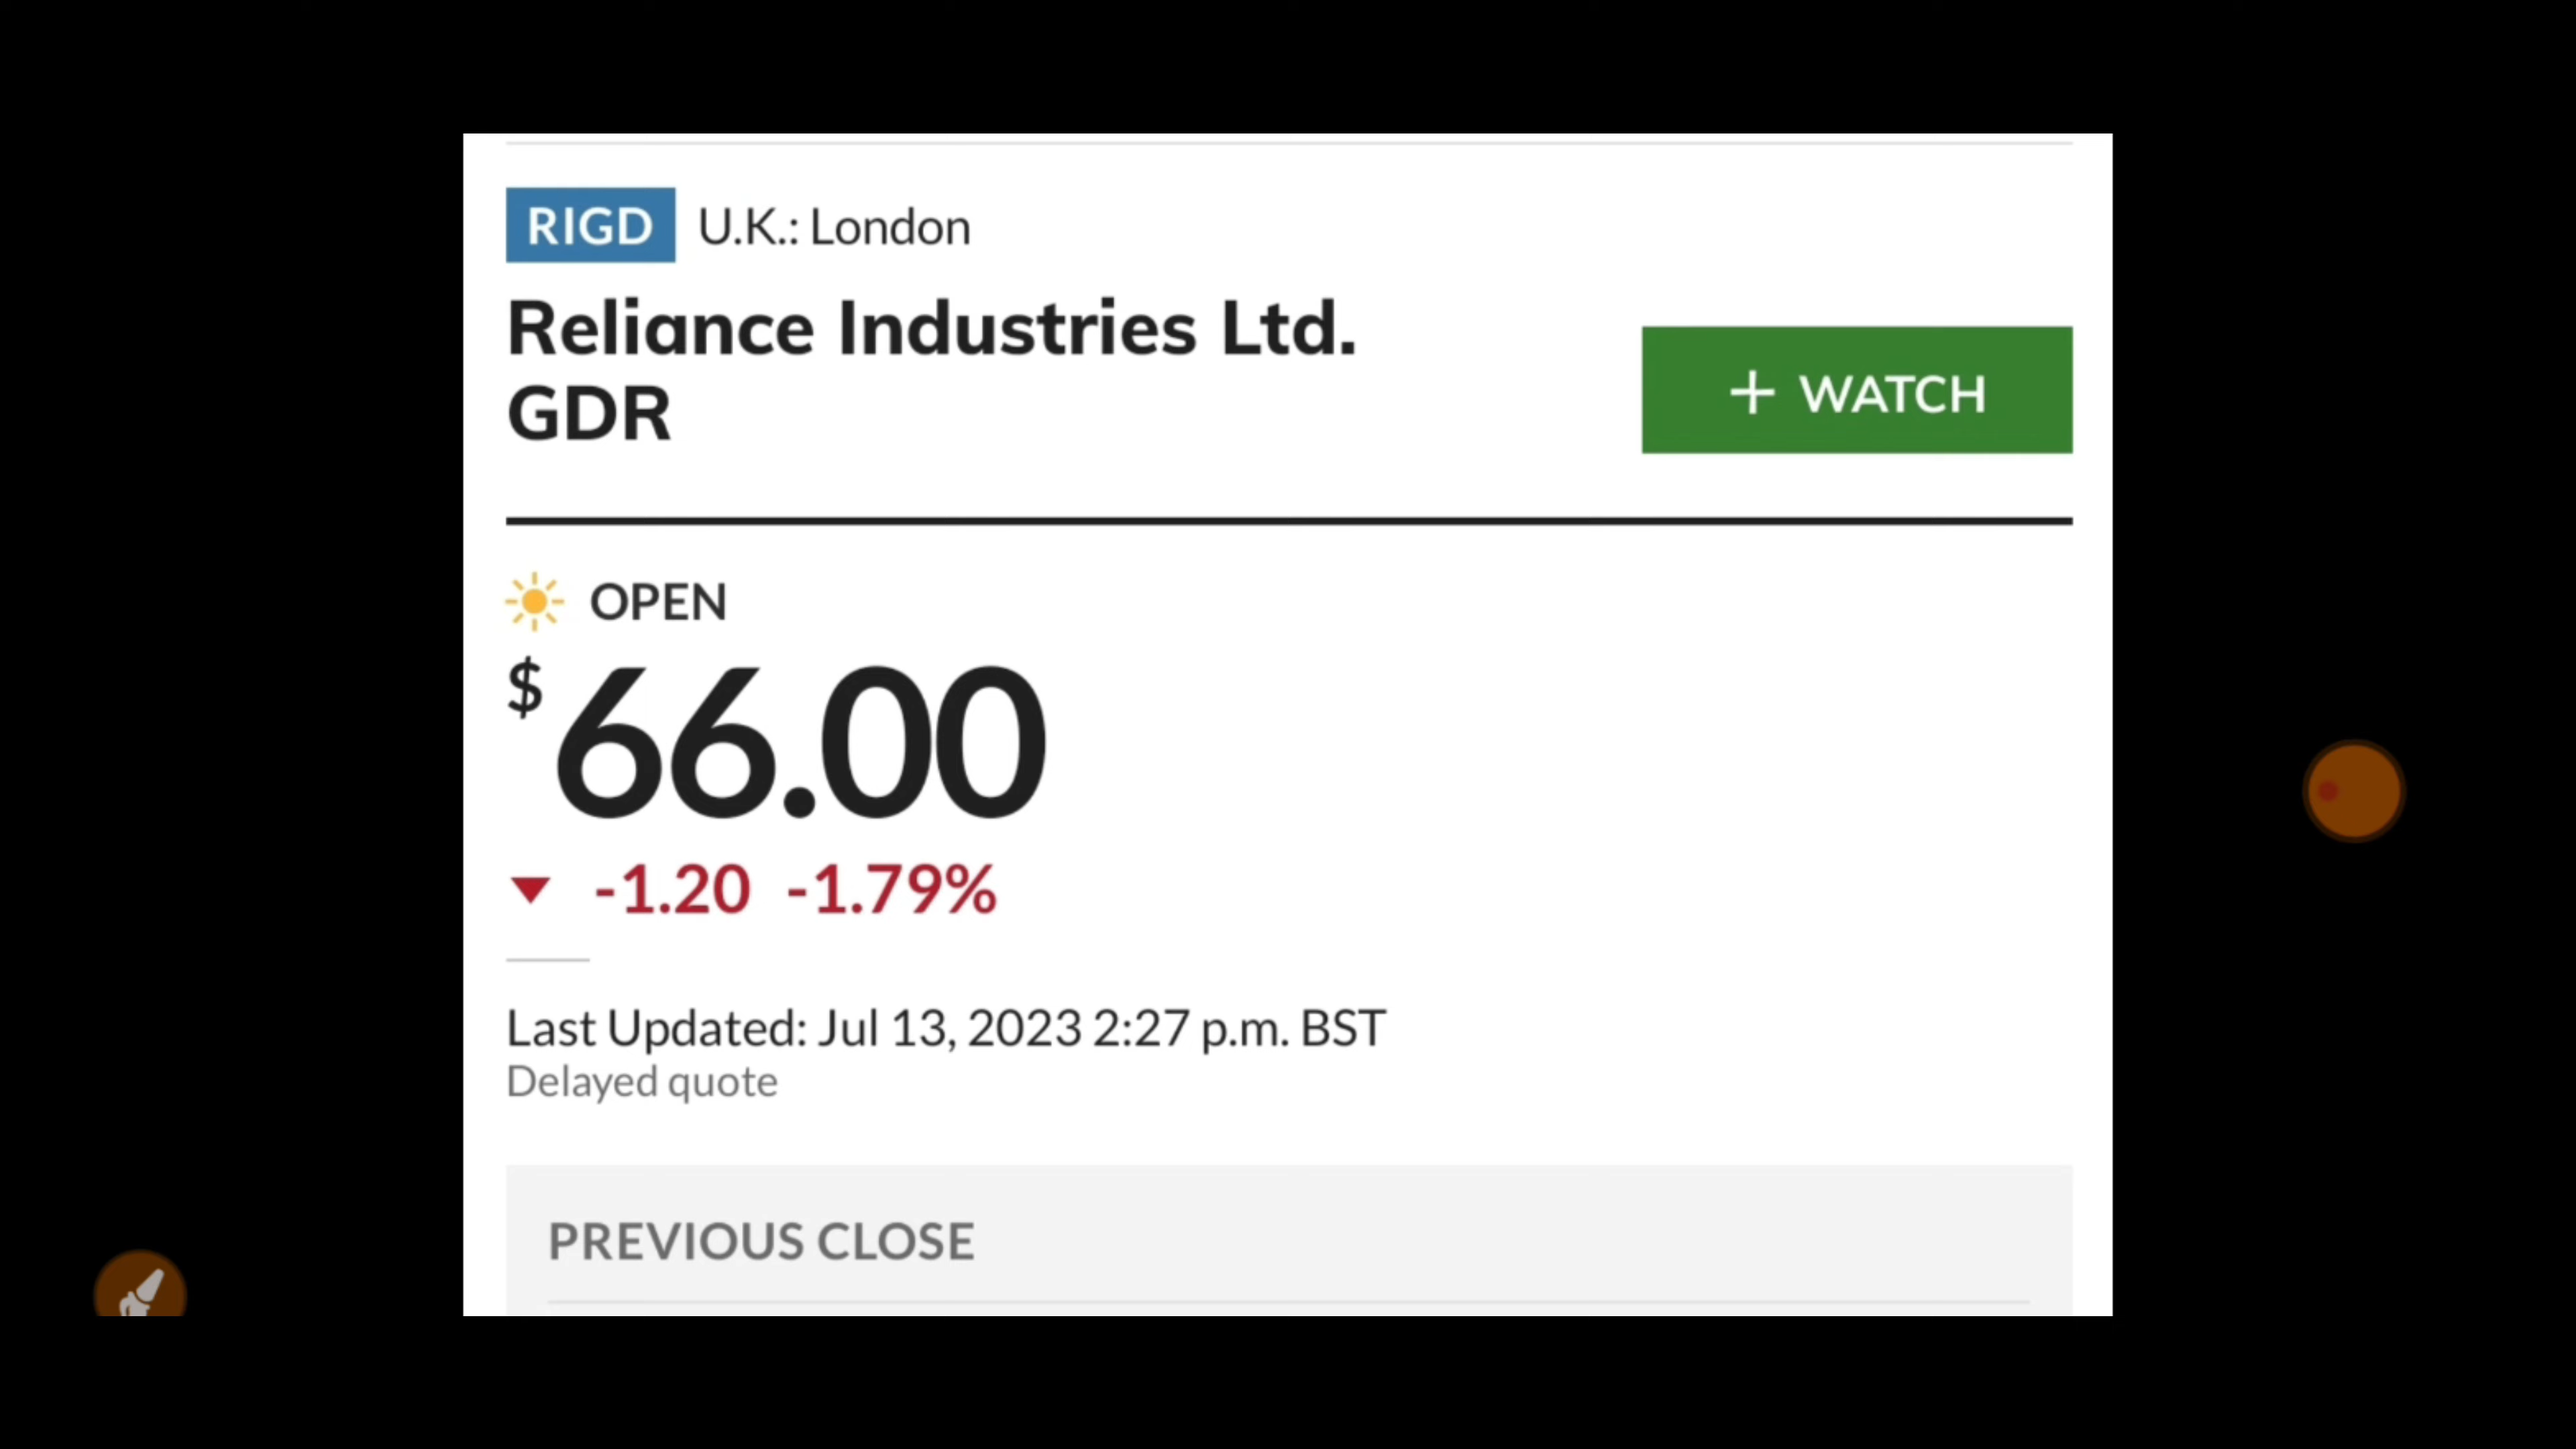 RIGD U.K.: London
Reliance Industries Ltd.
GDR
+ WATCH
OPEN
$66.00
-1.20 -1.79%
Last Updated: Jul 13, 2023 2:27 p.m. BST
Delayed quote
PREVIOUS CLOSE